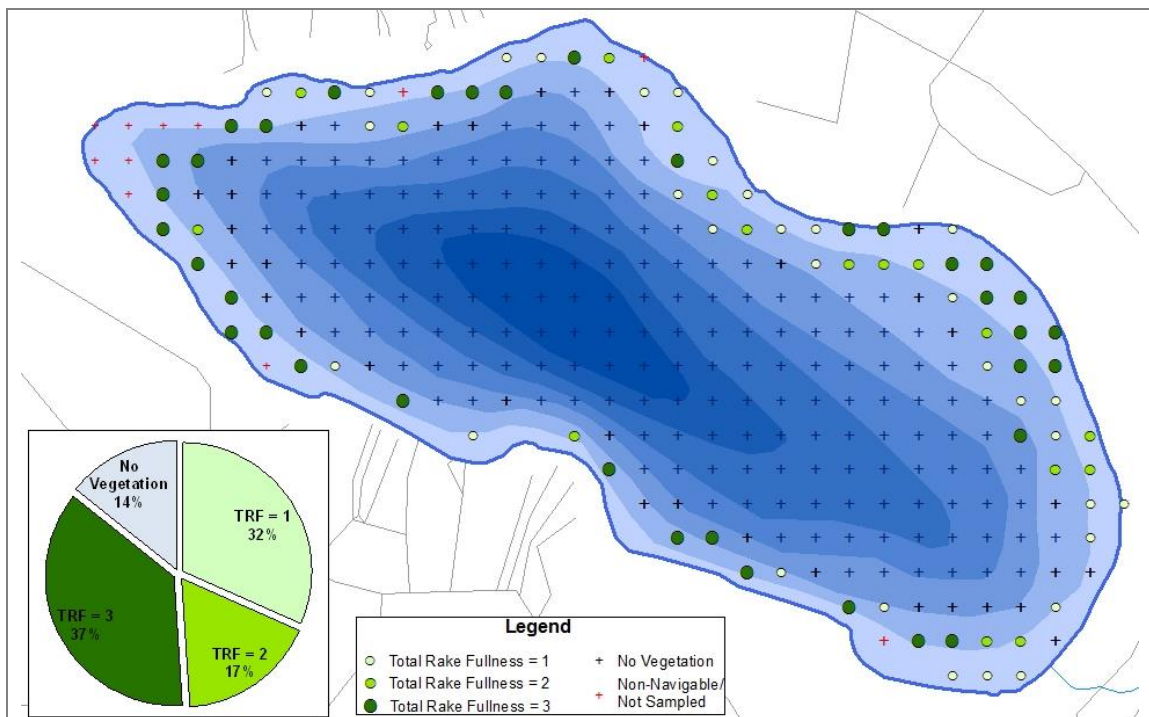 No
Vegetation
14%
TRF = 1
32%
TRF = 3
37%
TRF = 2
17%
Legend
Total Rake Fullness = 1
Total Rake Fullness = 2
Total Rake Fullness = 3
No Vegetation
Non-Navigable/
Not Sampled